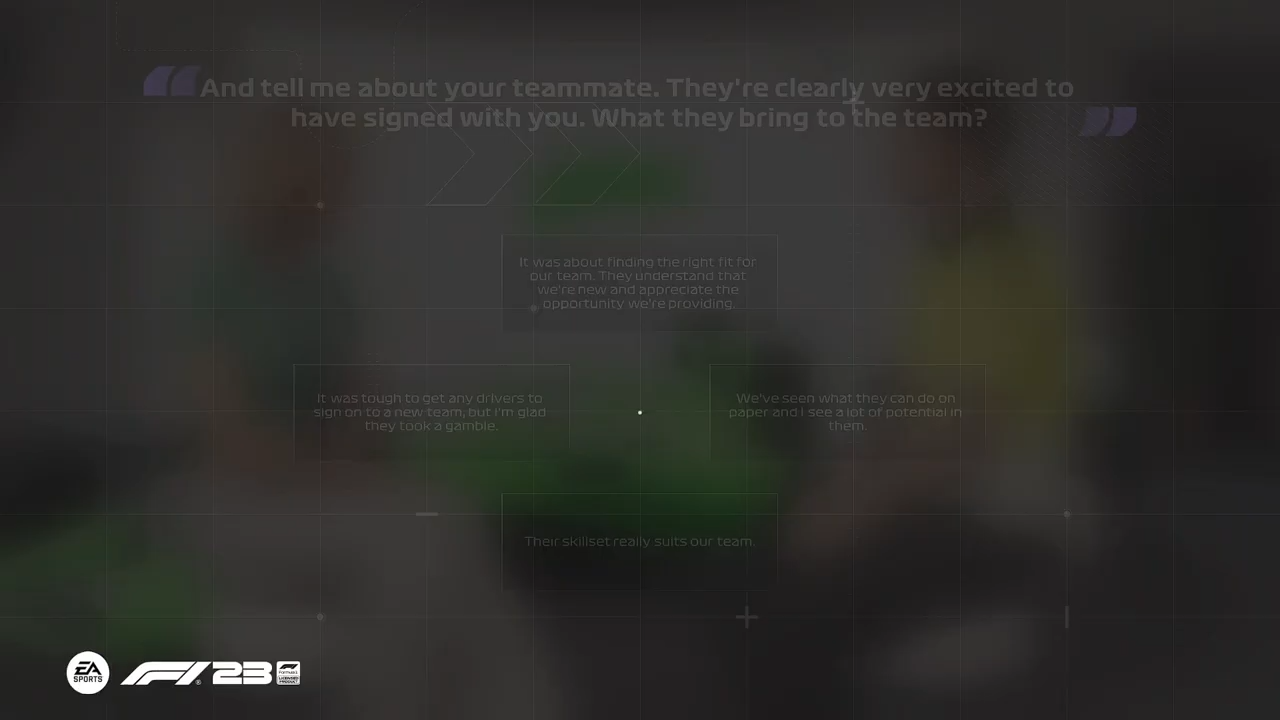 And tell me about your teammate. They're clearly very excited to
have signed with you. What they bring to the team?
It was about finding the right fit for
our team. They understand that
we're new and appreciate the
opportunity we're providing.
It was tough to get any drivers to
sign on to a new team, but I'm glad
they took a gamble.
We've seen what they can do on
paper and I see a lot of potential in
them.
Their skillset really suits our team.
EA
SPORTS
F1 23